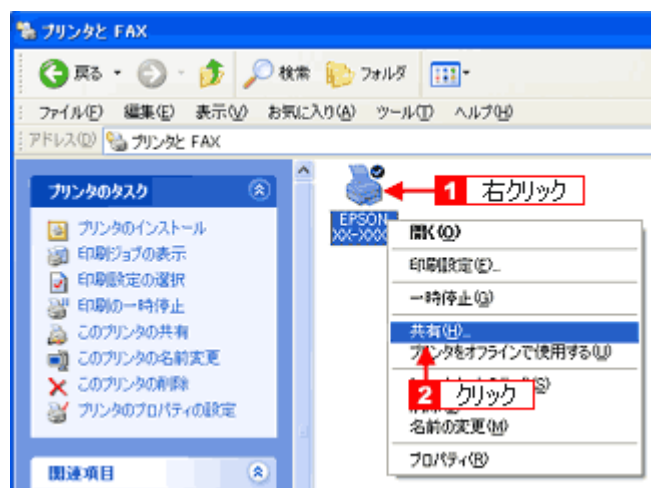 プリンタと FAX
戻る 検索 フォルダ
ファイル(F) 編集(E) 表示(V) お気に入り(A) ツール(T) ヘルプ(H)
アドレス(D) プリンタと FAX
プリンタのタスク
プリンタのインストール
印刷ジョブの表示
印刷設定の選択
印刷の一時停止
このプリンタの共有
このプリンタの名前変更
このプリンタの削除
プリンタのプロパティの設定
関連項目
1 右クリック
EPSON
XX-XXX
開く(O)
印刷設定(E)...
一時停止(G)
共有(H)...
プリンタをオフラインで使用する(U)
(S)
2 クリック
名前の変更(M)
プロパティ(R)